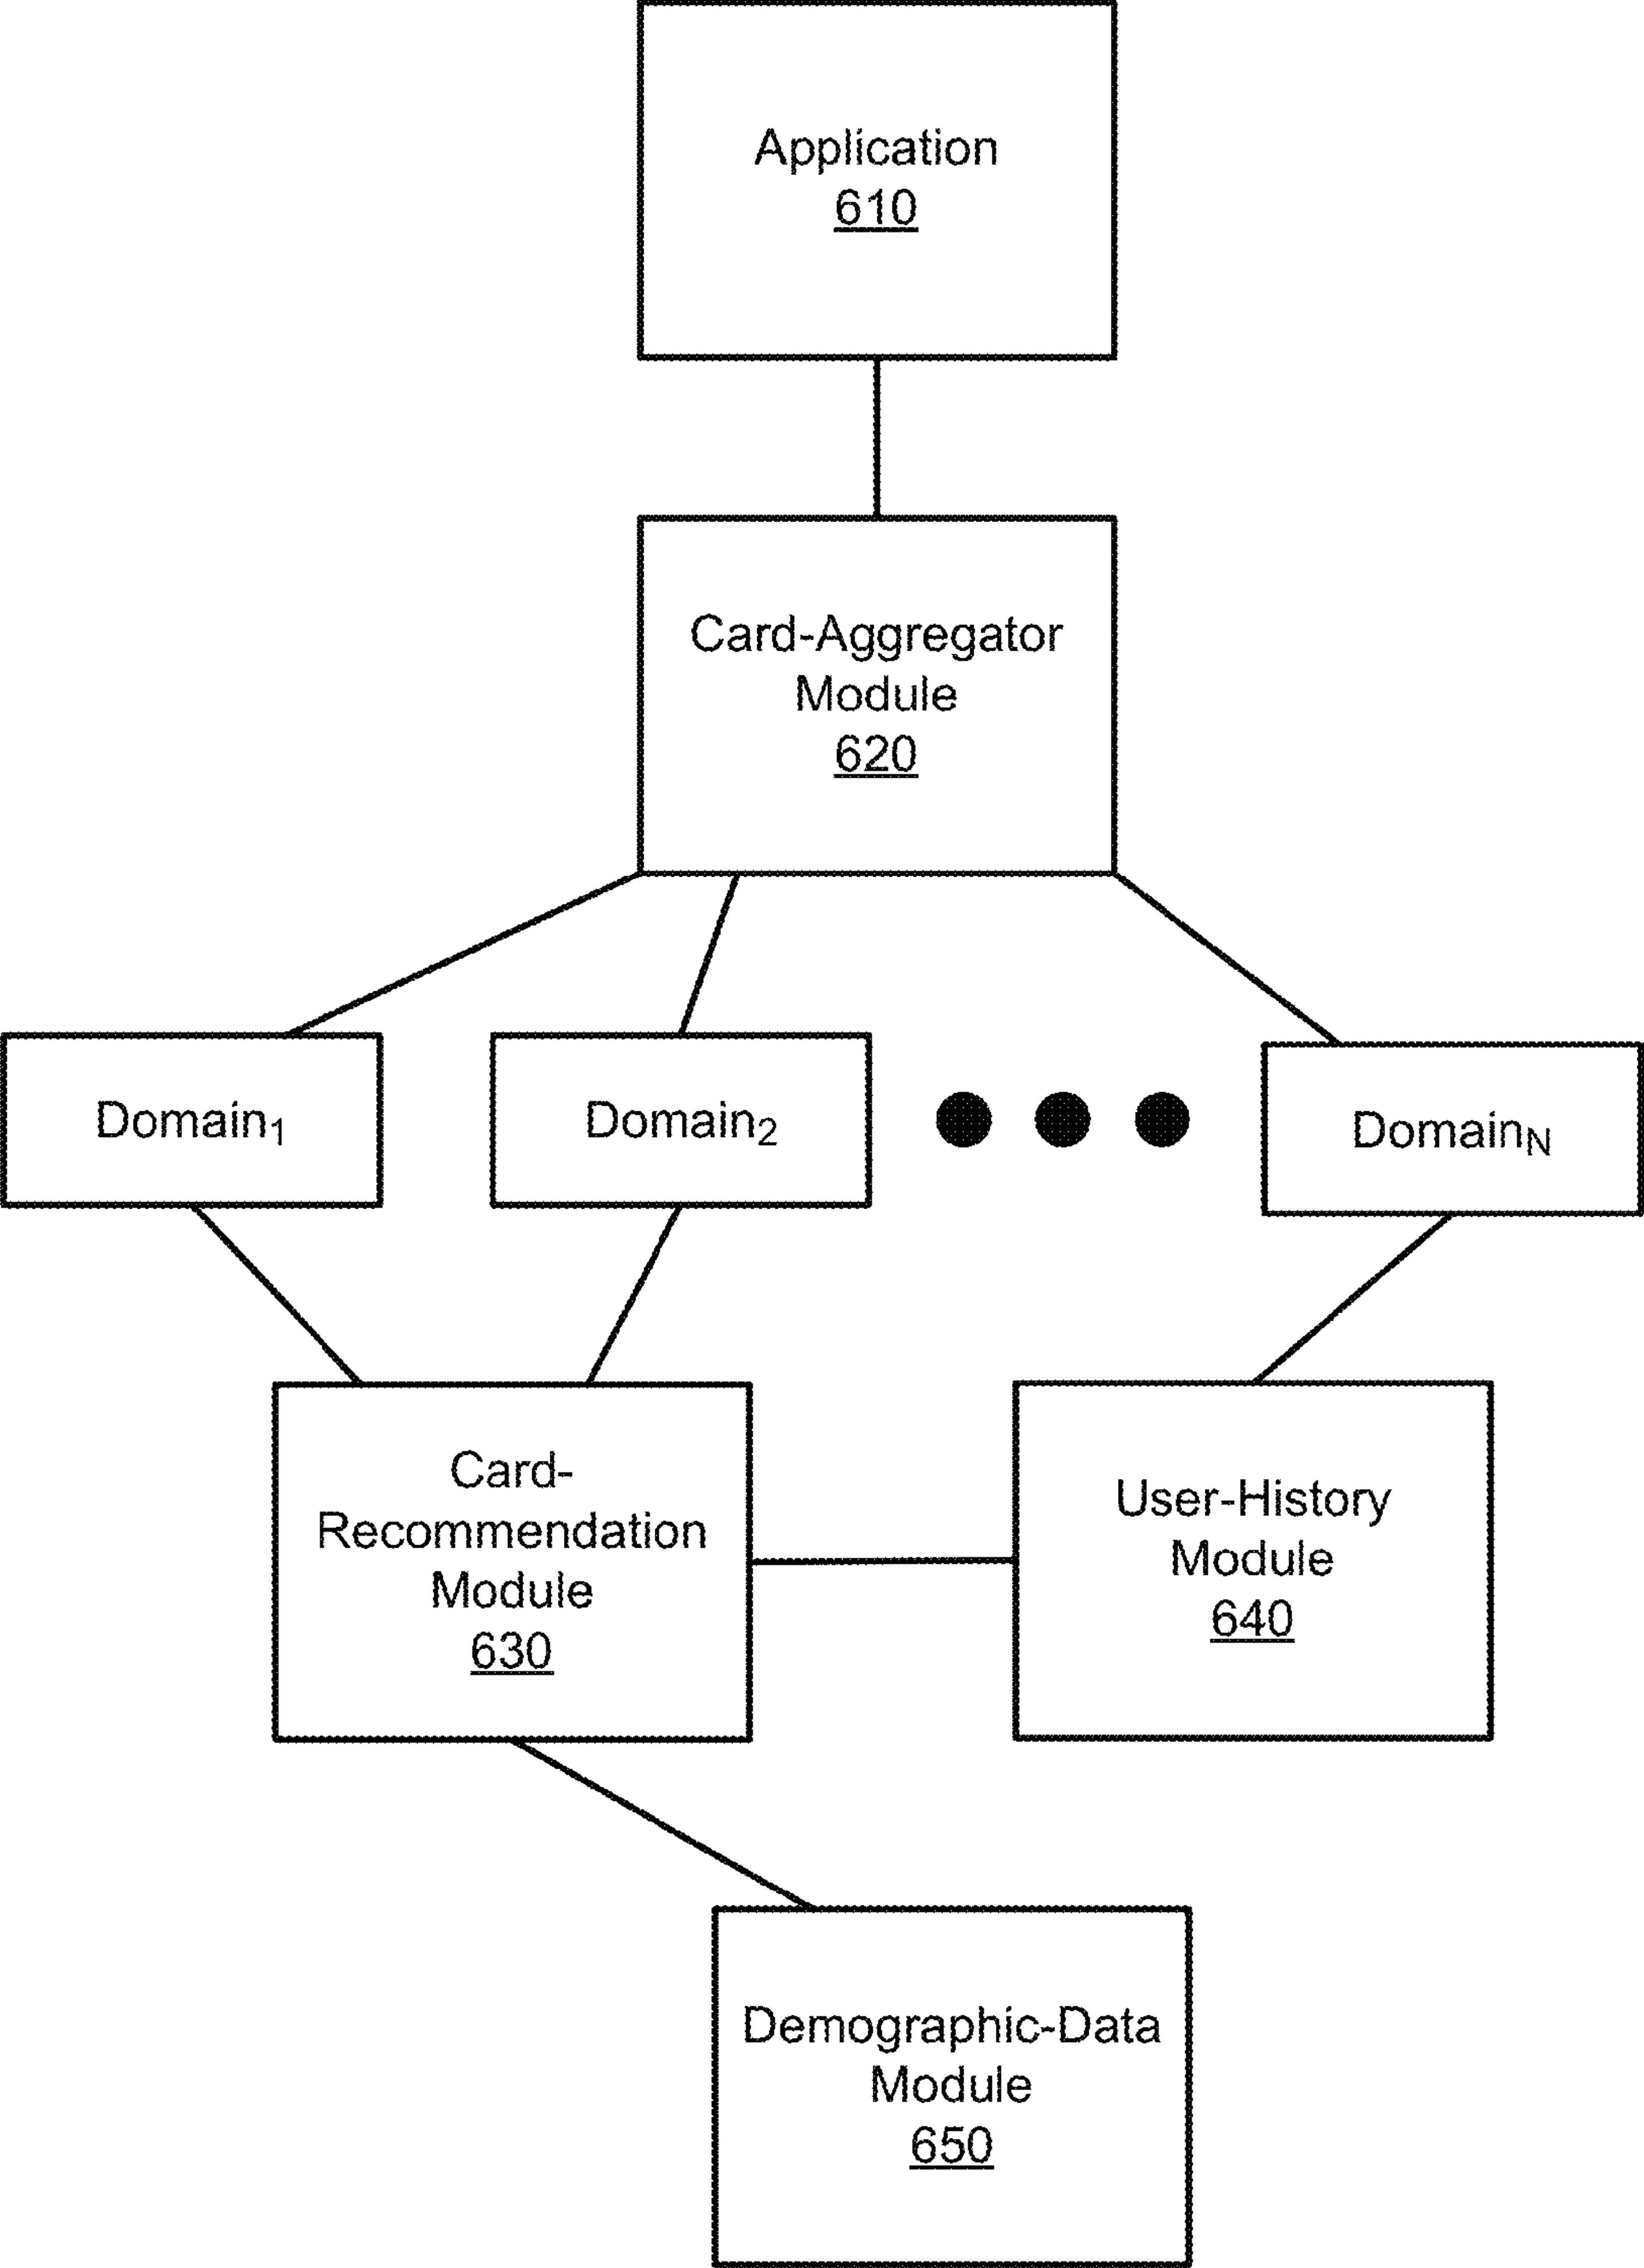 Application
610
Card-Aggregator
Module
620
Domain₁
Domain₂
Domain_N
Card-
Recommendation
Module
630
User-History
Module
640
Demographic-Data
Module
650